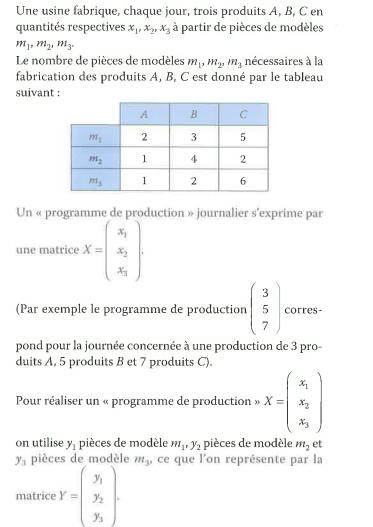 Une usine fabrique, chaque jour, trois produits A, B, C en
quantités respectives x₁, x₂, x₃ à partir de pièces de modèles
m₁, m₂, m₃.
Le nombre de pièces de modèles m₁, m₂, m₃ nécessaires à la
fabrication des produits A, B, C est donné par le tableau
suivant :
A B C
m₁ 2 3 5
m₂ 1 4 2
m₃ 1 2 6
Un « programme de production » journalier s'exprime par
x₁
une matrice X = ( x₂ ).
x₃
3
(Par exemple le programme de production ( 5 ) corres-
7
pond pour la journée concernée à une production de 3 pro-
duits A, 5 produits B et 7 produits C).
x₁
Pour réaliser un « programme de production » X = ( x₂ )
x₃
on utilise y₁ pièces de modèle m₁, y₂ pièces de modèle m₂ et
y₃ pièces de modèle m₃, ce que l'on représente par la
y₁
matrice Y = ( y₂ ).
y₃